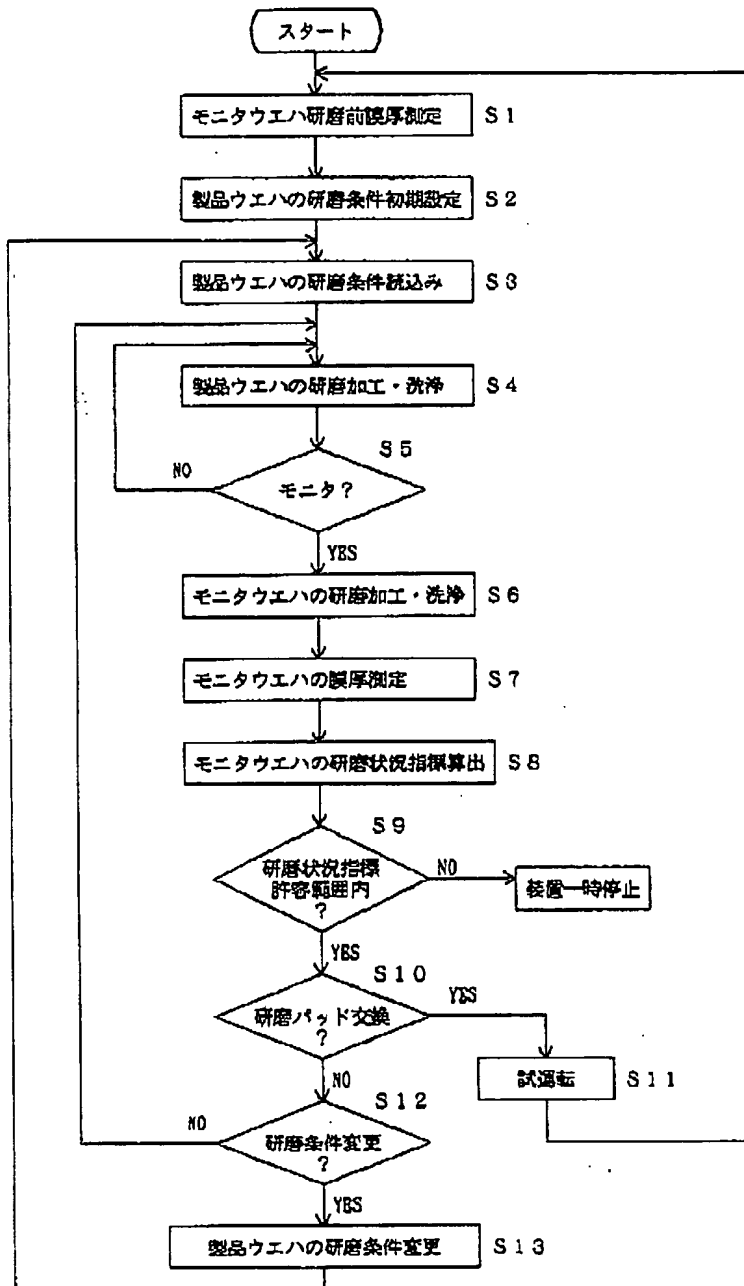 スタート
モニタウエハ研磨前膜厚測定 S1
製品ウエハの研磨条件初期設定 S2
製品ウエハの研磨条件読込み S3
製品ウエハの研磨加工・洗浄 S4
S5
NO
モニタ?
YES
モニタウエハの研磨加工・洗浄 S6
モニタウエハの膜厚測定 S7
モニタウエハの研磨状況指標算出 S8
S9
研磨状況指標
許容範囲内
?
NO
装置一時停止
YES
S10
研磨パッド交換
?
YES
試運転 S11
NO
S12
NO
研磨条件変更
?
YES
製品ウエハの研磨条件変更 S13